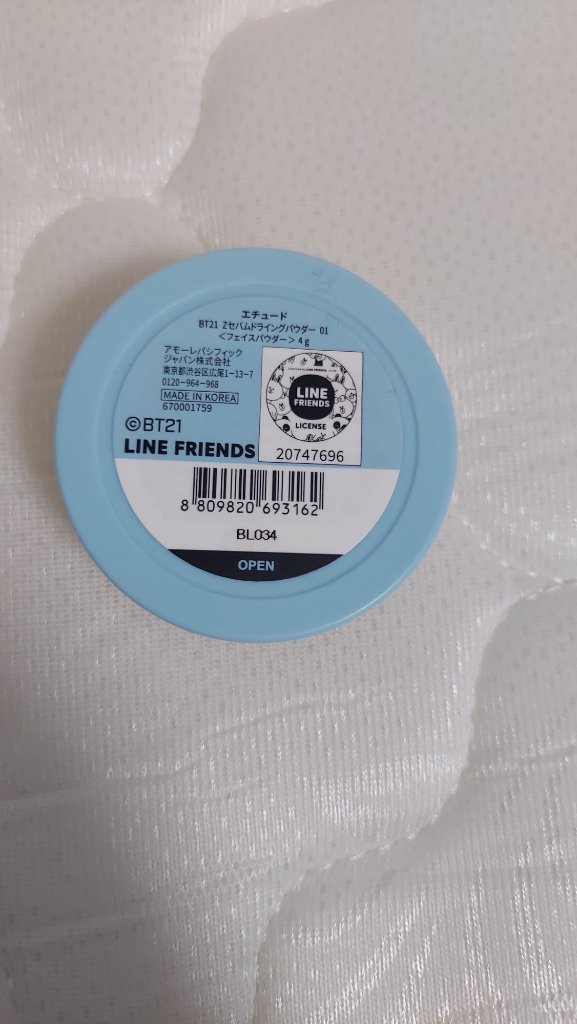 エチュード
BT21 Zセバムドライングパウダー 01
<フェイスパウダー> 4g
アモーレパシフィック
ジャパン株式会社
東京都渋谷区広尾1-13-7
0120-964-968
MADE IN KOREA
670001759
©BT21
LINE FRIENDS
LINE
FRIENDS
LICENSE
20747696
8 809820 693162
BL034
OPEN